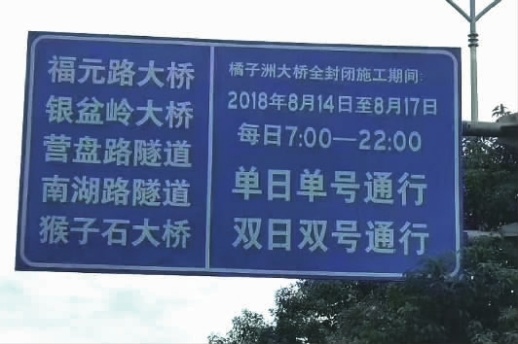 福元路大桥
银盆岭大桥
营盘路隧道
南湖路隧道
猴子石大桥
橘子洲大桥全封闭施工期间:
2018年8月14日至8月17日
每日7:00—22:00
单日单号通行
双日双号通行